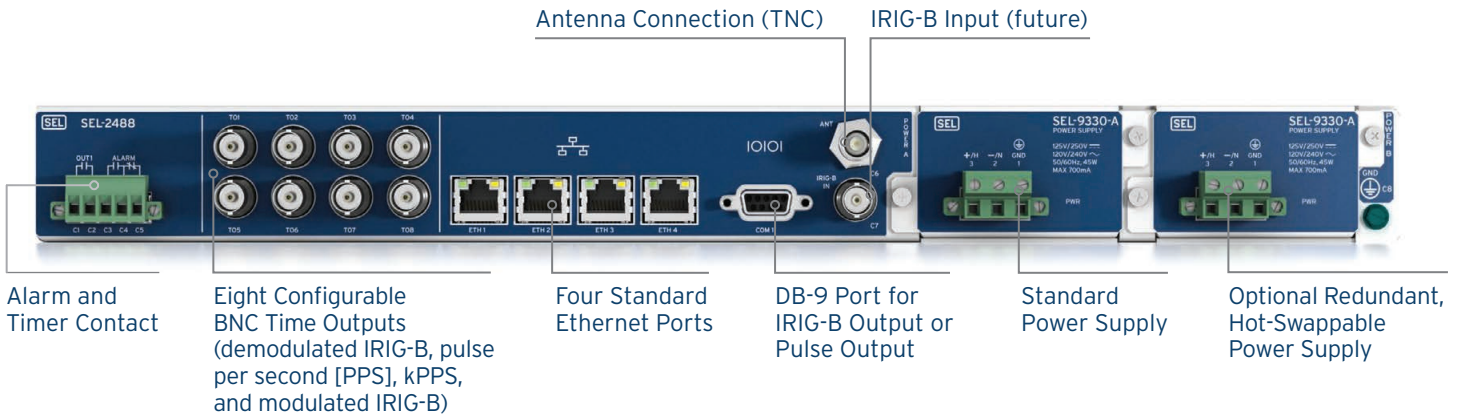 Antenna Connection (TNC)
IRIG-B Input (future)
SEL SEL-2488
OUT1 ALARM
C1 C2 C3 C4 C5
TO1 TO2 TO3 TO4
TO5 TO6 TO7 TO8
ETH 1 ETH 2 ETH 3 ETH 4
IOIOI
COM 1
ANT
C6
IRIG-B
IN
C7
POWER A
SEL
SEL-9330-A
POWER SUPPLY
125V/250V
120V/240V
50/60Hz, 45W
MAX 700mA
+/H −/N GND
3 2 1
PWR
SEL
SEL-9330-A
POWER SUPPLY
125V/250V
120V/240V
50/60Hz, 45W
MAX 700mA
+/H −/N GND
3 2 1
PWR
POWER B
GND
C8
Alarm and
Timer Contact
Eight Configurable
BNC Time Outputs
(demodulated IRIG-B, pulse
per second [PPS], kPPS,
and modulated IRIG-B)
Four Standard
Ethernet Ports
DB-9 Port for
IRIG-B Output or
Pulse Output
Standard
Power Supply
Optional Redundant,
Hot-Swappable
Power Supply